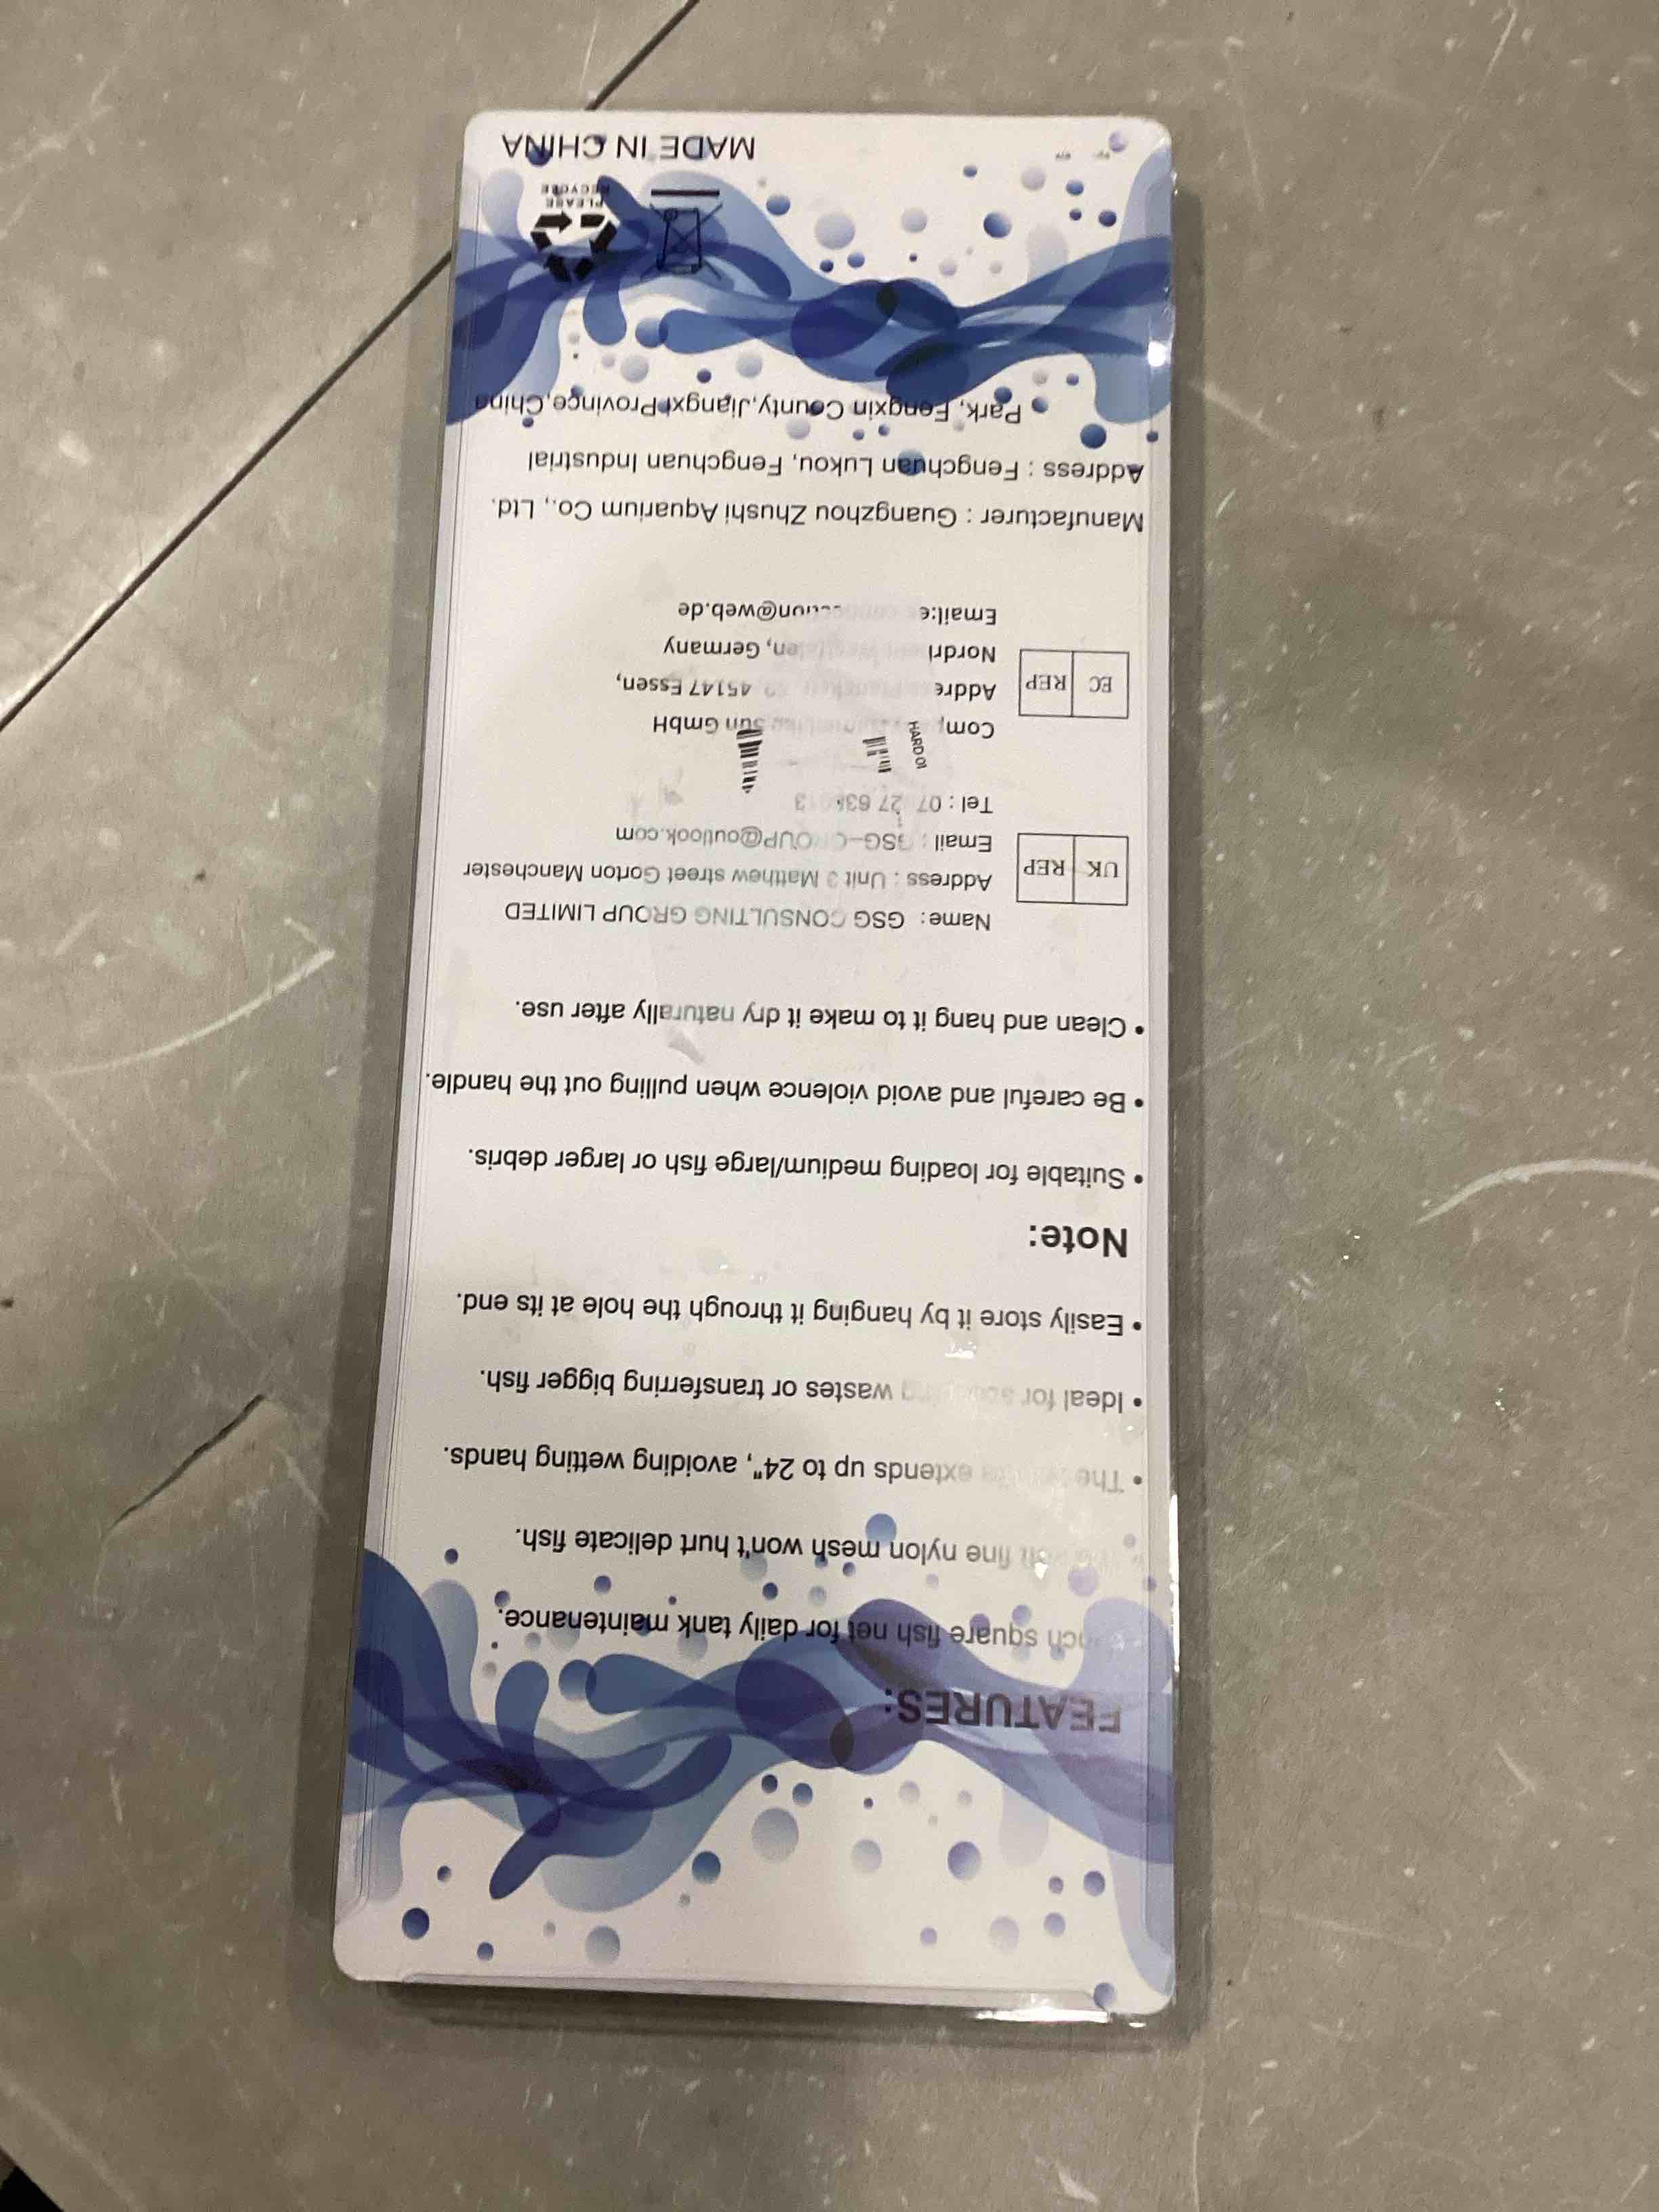 FEATURES:
square fish net for daily tank maintenance.
fine nylon mesh won't hurt delicate fish.
• The extends up to 24", avoiding wetting hands.
• Ideal for wastes or transferring bigger fish.
• Easily store it by hanging it through the hole at its end.
Note:
• Suitable for loading medium/large fish or larger debris.
• Be careful and avoid violence when pulling out the handle.
• Clean and hang it to make it dry naturally after use.
UK REP
Name: GSG CONSULTING GROUP LIMITED
Address : Unit Matthew street Gorton Manchester
Email : GSG-GROUP@outlook.com
Tel :
HARD 01
EC REP
Sun GmbH
45147 Essen,
Germany
Manufacturer : Guangzhou Zhushi Aquarium Co., Ltd.
Address : Fengchuan Lukou, Fengchuan Industrial
Park, Fengxin County,Jiangxi Province,China
PLEASE
RECYCLE
MADE IN CHINA